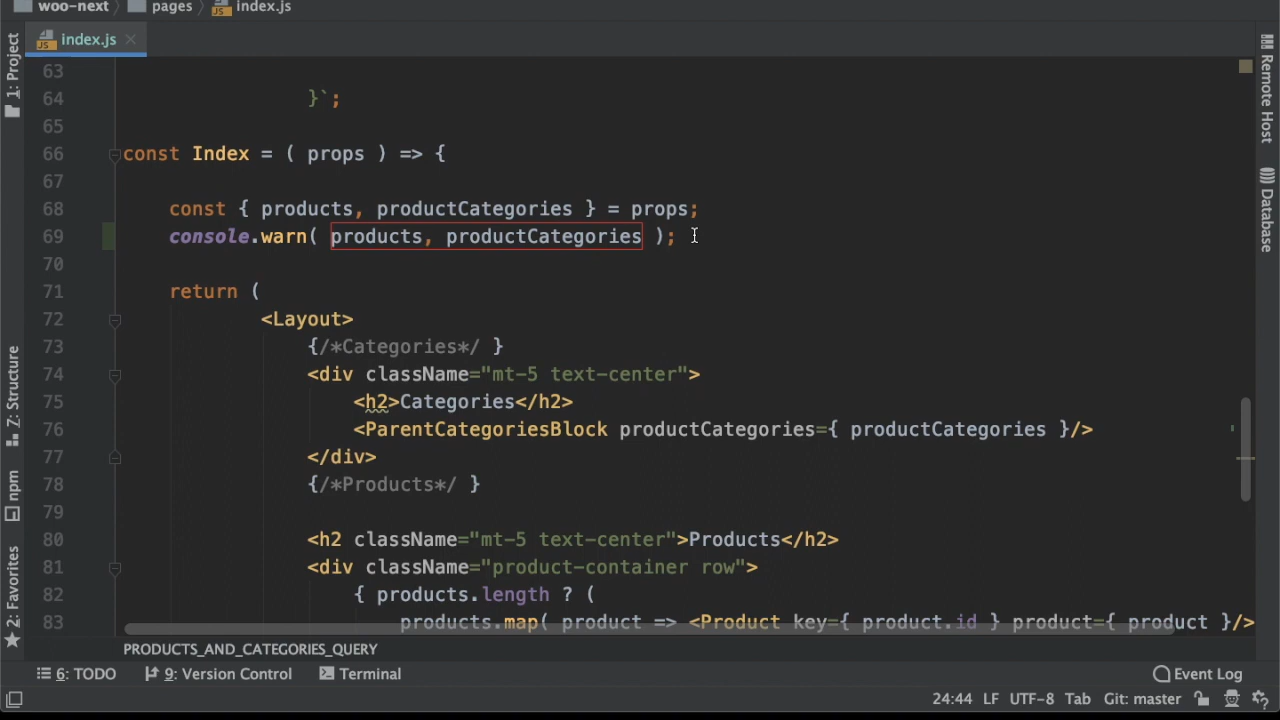 woo-next pages index.js
index.js
1: Project
Z: Structure
npm
2: Favorites
Remote Host
Database
63
64 }`;
65
66 const Index = ( props ) => {
67
68 const { products, productCategories } = props;
69 console.warn( products, productCategories );
70
71 return (
72 <Layout>
73 {/*Categories*/ }
74 <div className="mt-5 text-center">
75 <h2>Categories</h2>
76 <ParentCategoriesBlock productCategories={ productCategories }/>
77 </div>
78 {/*Products*/ }
79
80 <h2 className="mt-5 text-center">Products</h2>
81 <div className="product-container row">
82 { products.length ? (
83 products.map( product => <Product key={ product.id } product={ product }/>
PRODUCTS_AND_CATEGORIES_QUERY
6: TODO 9: Version Control Terminal Event Log
24:44 LF UTF-8 Tab Git: master